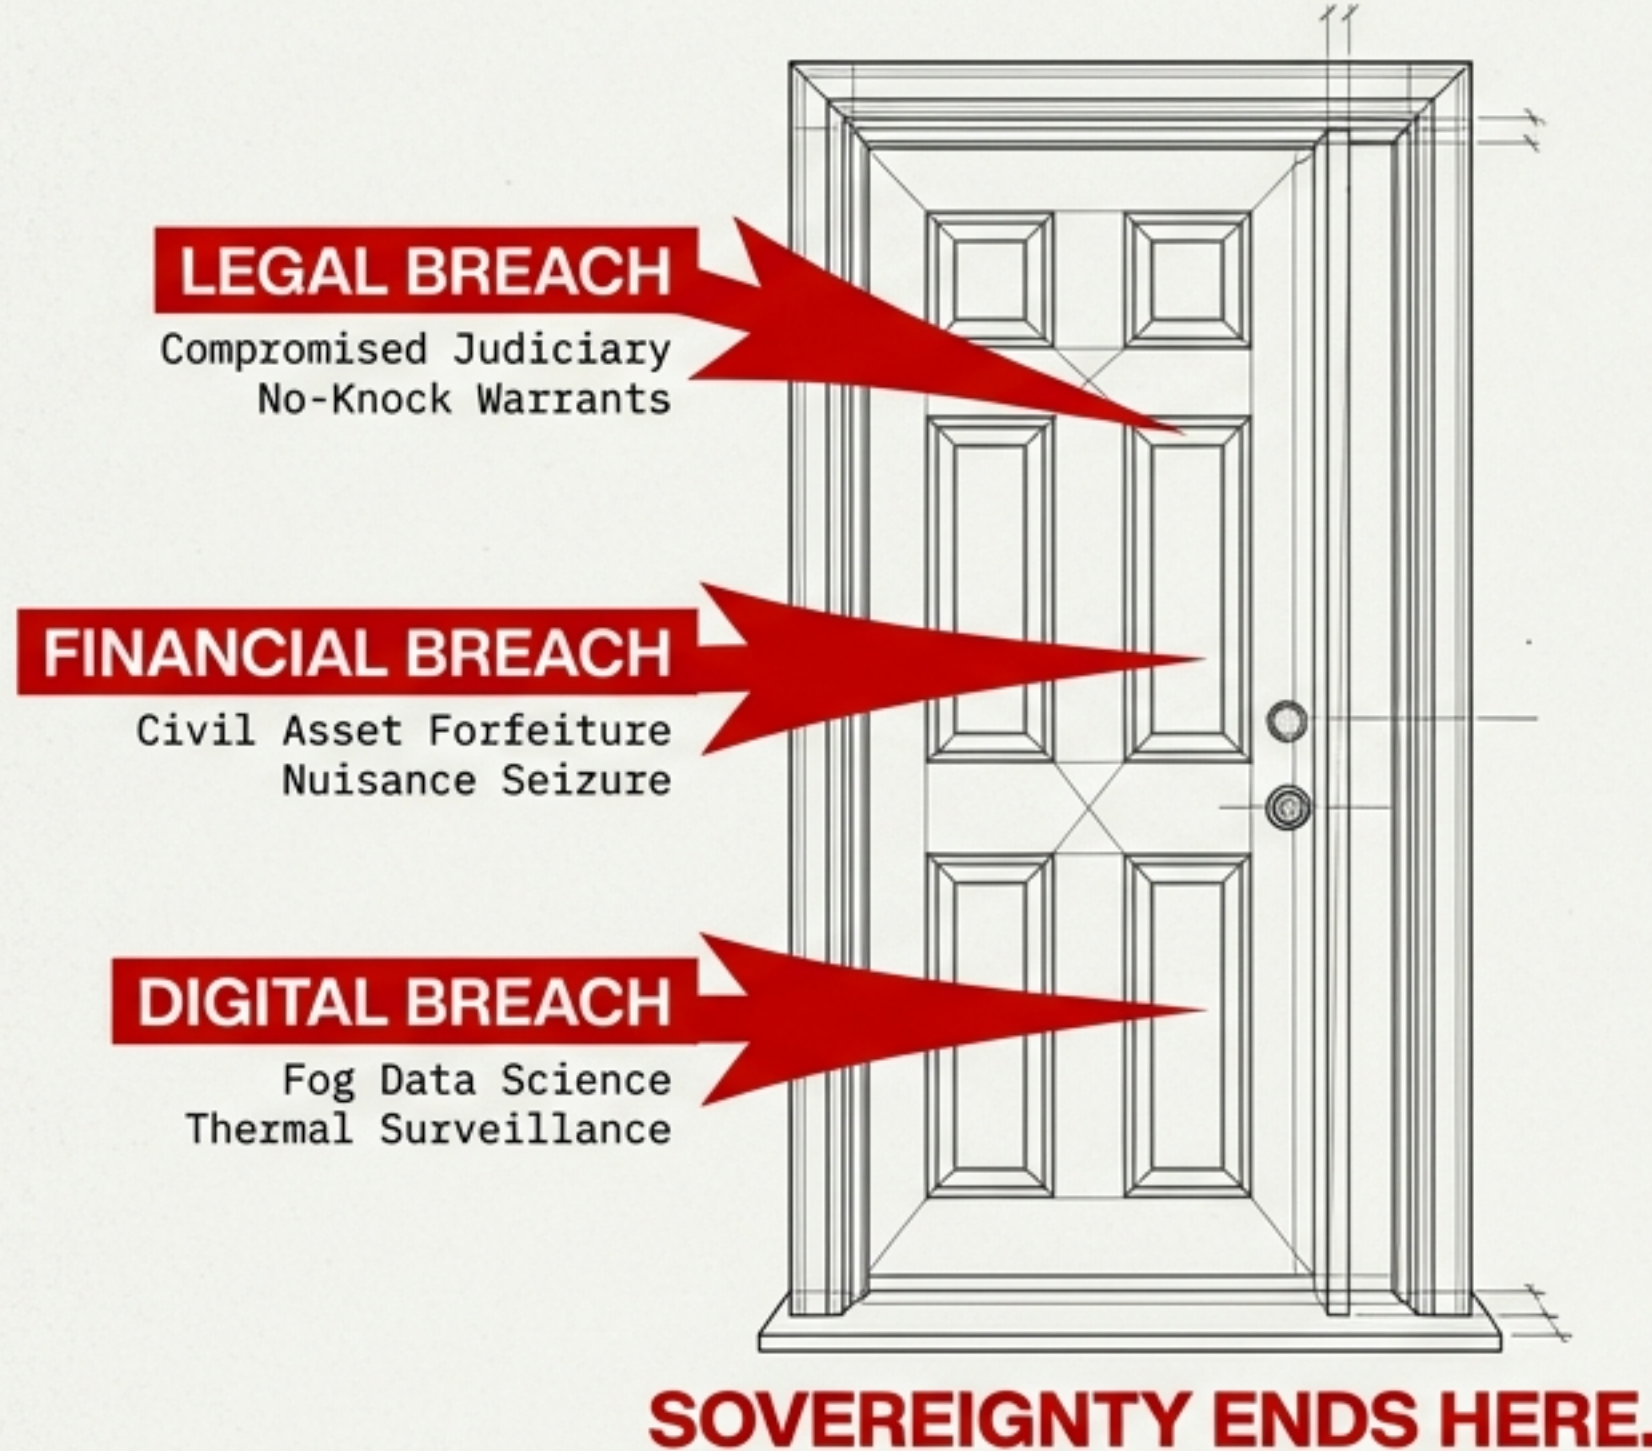 LEGAL BREACH
Compromised Judiciary
No-Knock Warrants
FINANCIAL BREACH
Civil Asset Forfeiture
Nuisance Seizure
DIGITAL BREACH
Fog Data Science
Thermal Surveillance
SOVEREIGNTY ENDS HERE.